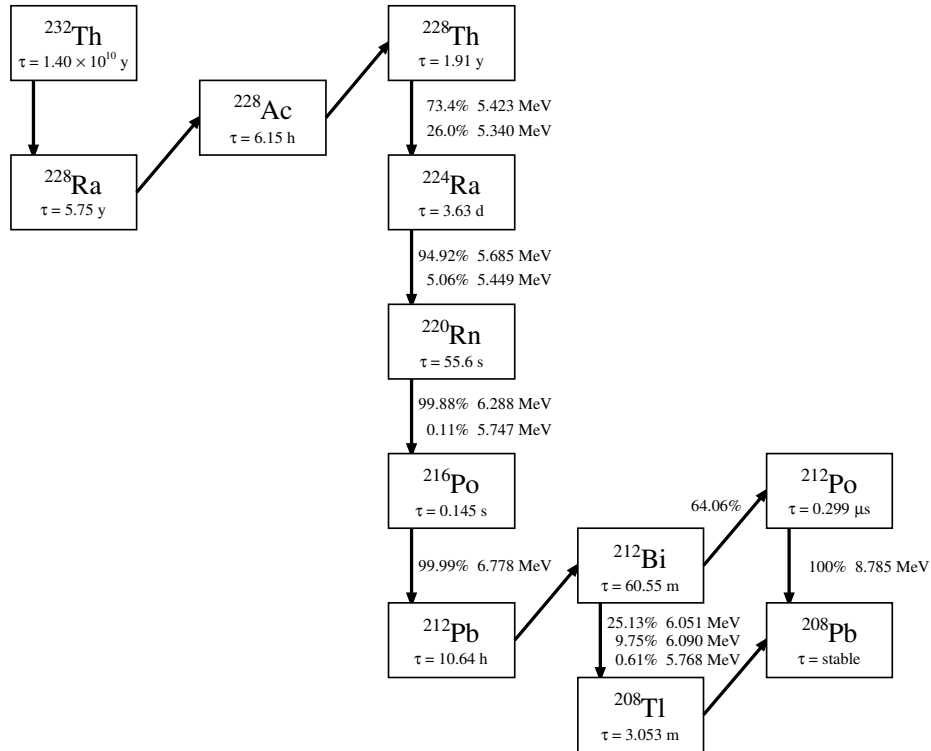 ²³²Th
τ = 1.40 × 10¹⁰ y
²²⁸Th
τ = 1.91 y
²²⁸Ac
τ = 6.15 h
73.4% 5.423 MeV
26.0% 5.340 MeV
²²⁸Ra
τ = 5.75 y
²²⁴Ra
τ = 3.63 d
94.92% 5.685 MeV
5.06% 5.449 MeV
²²⁰Rn
τ = 55.6 s
99.88% 6.288 MeV
0.11% 5.747 MeV
²¹⁶Po
τ = 0.145 s
64.06%
²¹²Po
τ = 0.299 µs
99.99% 6.778 MeV
²¹²Bi
τ = 60.55 m
100% 8.785 MeV
²¹²Pb
τ = 10.64 h
25.13% 6.051 MeV
9.75% 6.090 MeV
0.61% 5.768 MeV
²⁰⁸Pb
τ = stable
²⁰⁸Tl
τ = 3.053 m